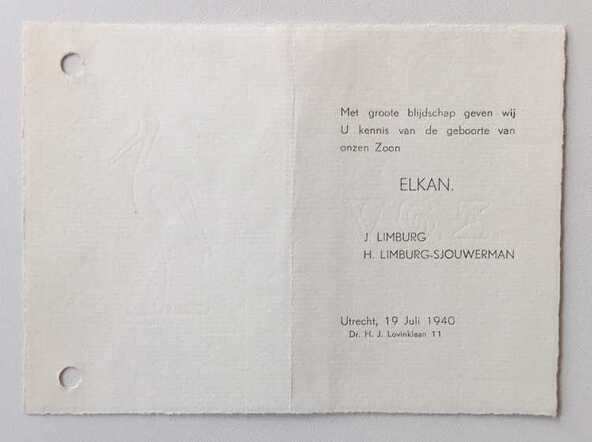 Met groote blijdschap geven wij
U kennis van de geboorte van
onzen Zoon
ELKAN.
J. LIMBURG
H. LIMBURG-SJOUWERMAN
Utrecht, 19 Juli 1940
Dr. H. J. Lovinklaan 11